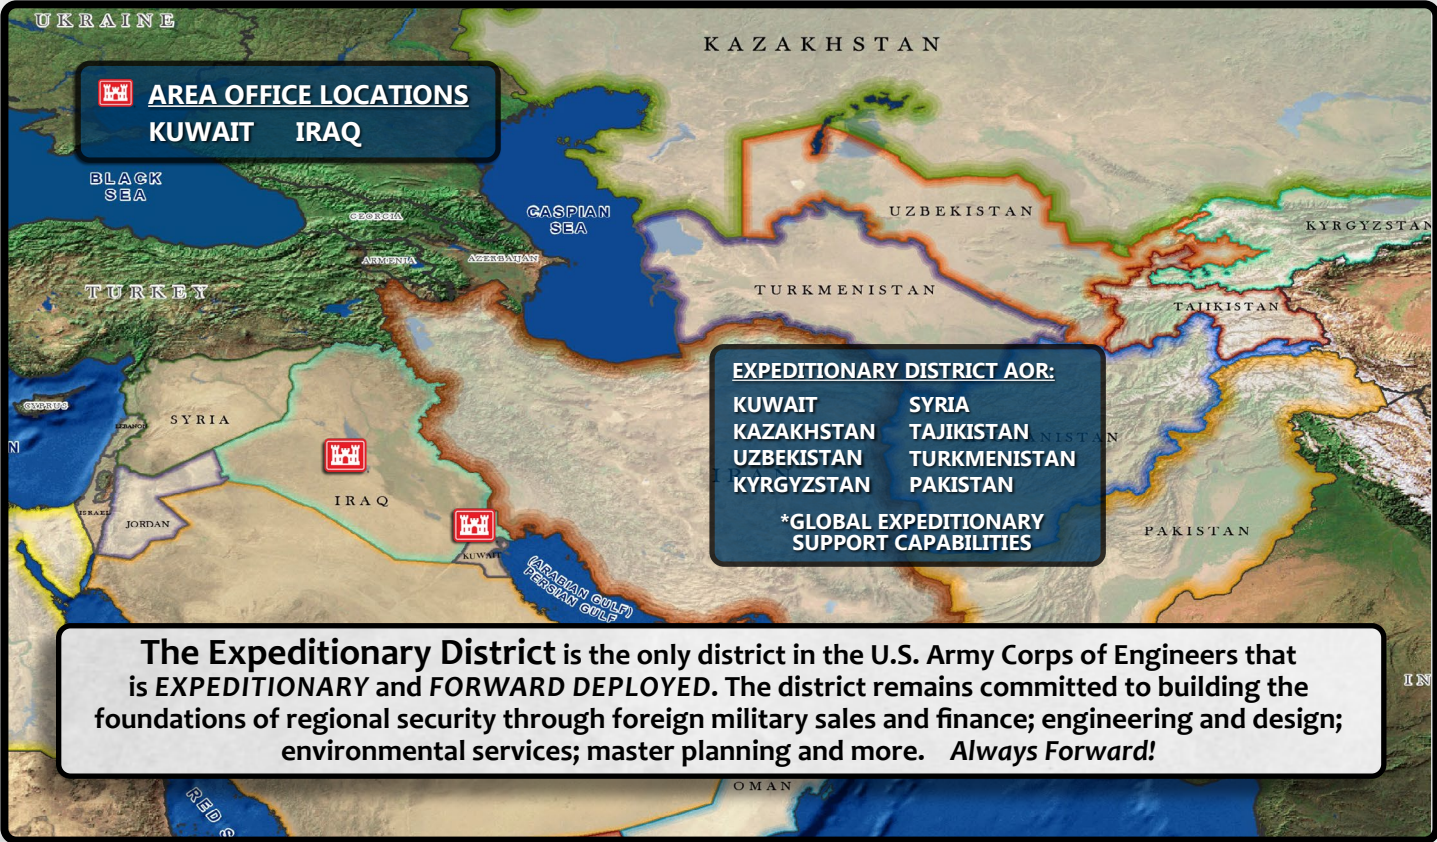 UKRAINE
KAZAKHSTAN
AREA OFFICE LOCATIONS
KUWAIT IRAQ
BLACK
SEA
GEORGIA
CASPIAN
SEA
UZBEKISTAN
KYRGYZSTAN
ARMENIA
AZERBAIJAN
TURKEY
TURKMENISTAN
TAJIKISTAN
EXPEDITIONARY DISTRICT AOR:
KUWAIT SYRIA
KAZAKHSTAN TAJIKISTAN
UZBEKISTAN TURKMENISTAN
KYRGYZSTAN PAKISTAN
*GLOBAL EXPEDITIONARY
SUPPORT CAPABILITIES
NISTAN
IRAN
CYPRUS
SYRIA
LEBANON
N
IRAQ
ISRAEL
JORDAN
KUWAIT
PAKISTAN
(ARABIAN GULF)
PERSIAN GULF
The Expeditionary District is the only district in the U.S. Army Corps of Engineers that
is EXPEDITIONARY and FORWARD DEPLOYED. The district remains committed to building the
foundations of regional security through foreign military sales and finance; engineering and design;
environmental services; master planning and more. Always Forward!
IN
OMAN
RED S